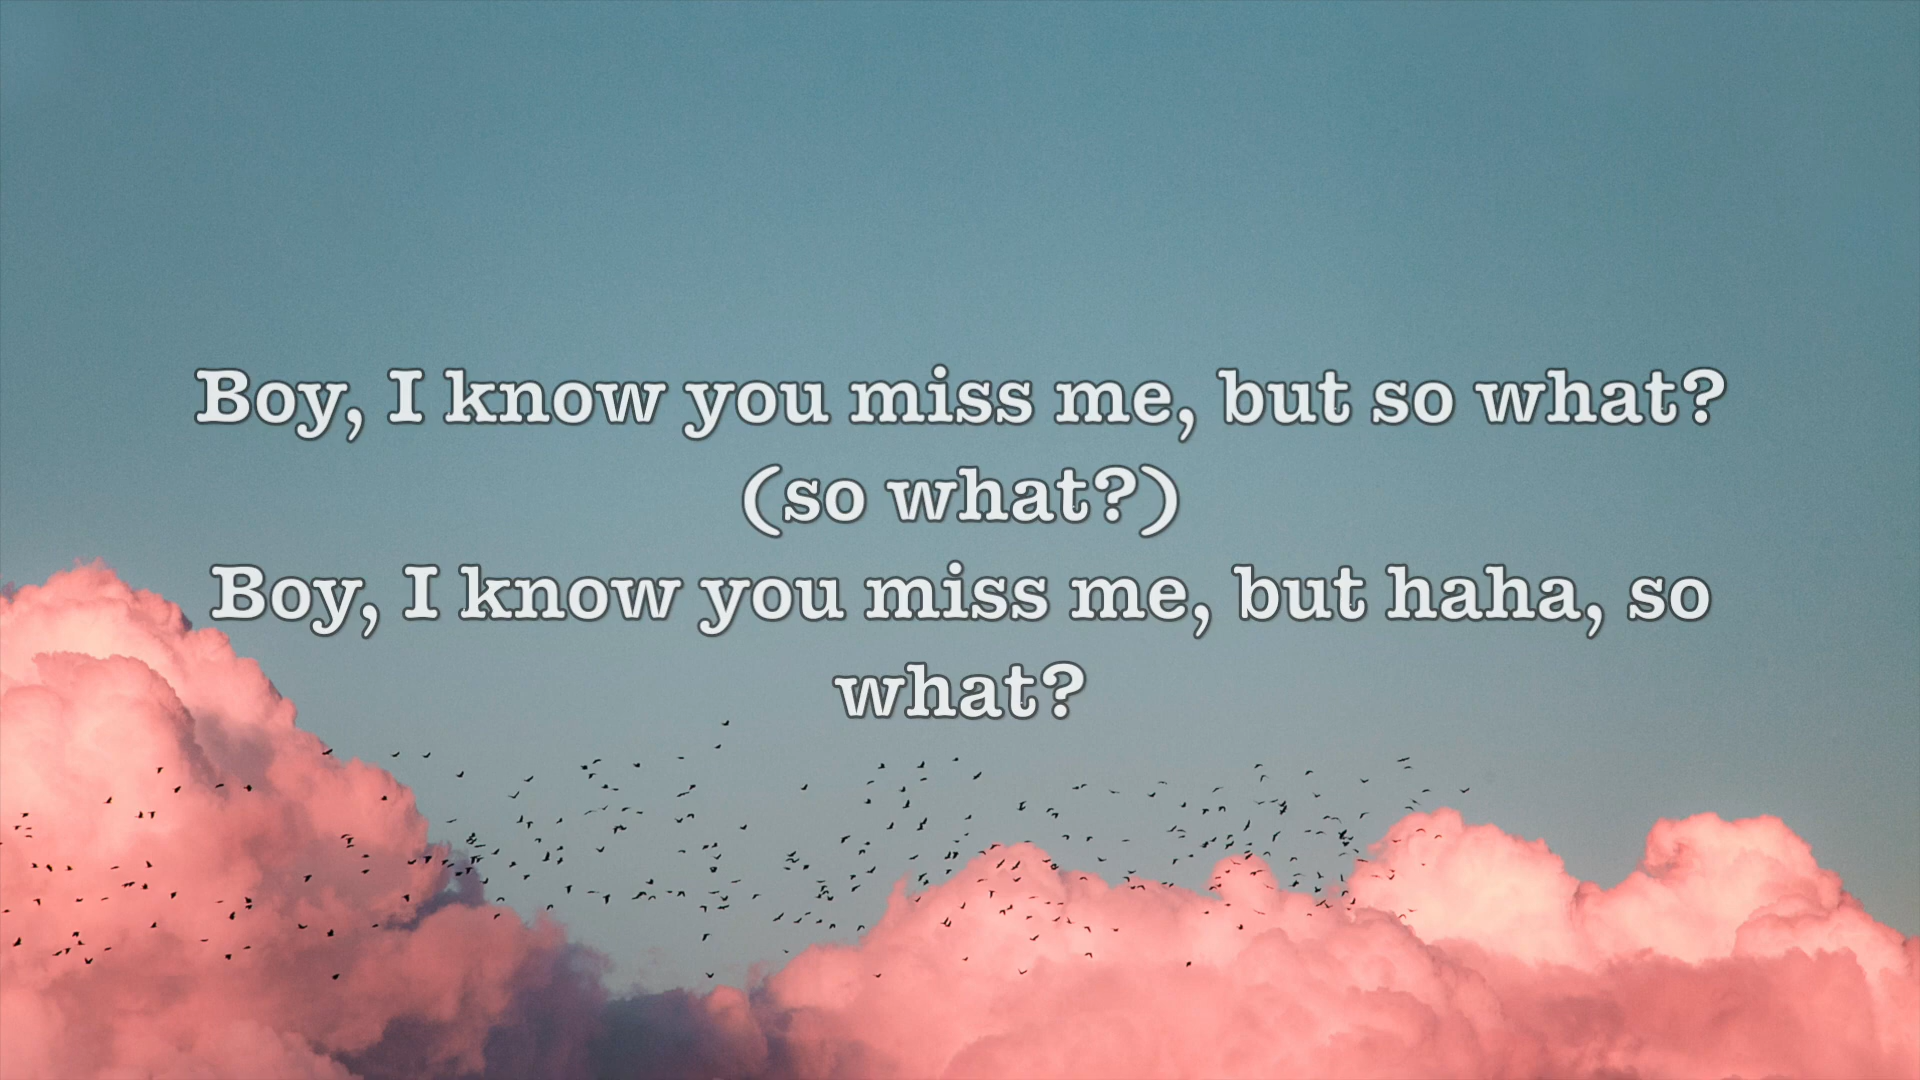 Boy, I know you miss me, but so what?
(so what?)
Boy, I know you miss me, but haha, so
what?